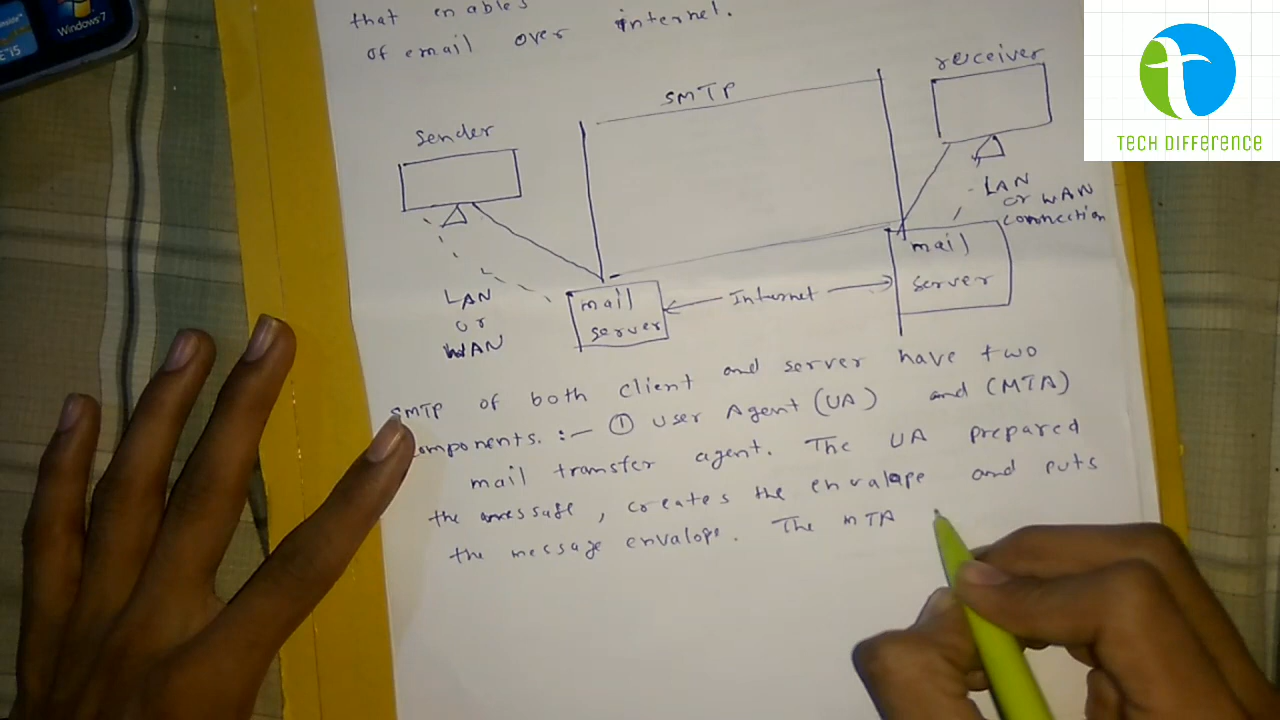 Windows 7
that enables
of email over internet.
receiver
SMTP
TECH DIFFERENCE
sender
LAN
or WAN
connection
mail
server
LAN
or
WAN
mail
server
Internet
SMTP of both client and server have two
components. :- ① User Agent (UA) and (MTA)
mail transfer agent. The UA prepared
the message, creates the envalope and puts
the message envalope. The MTA